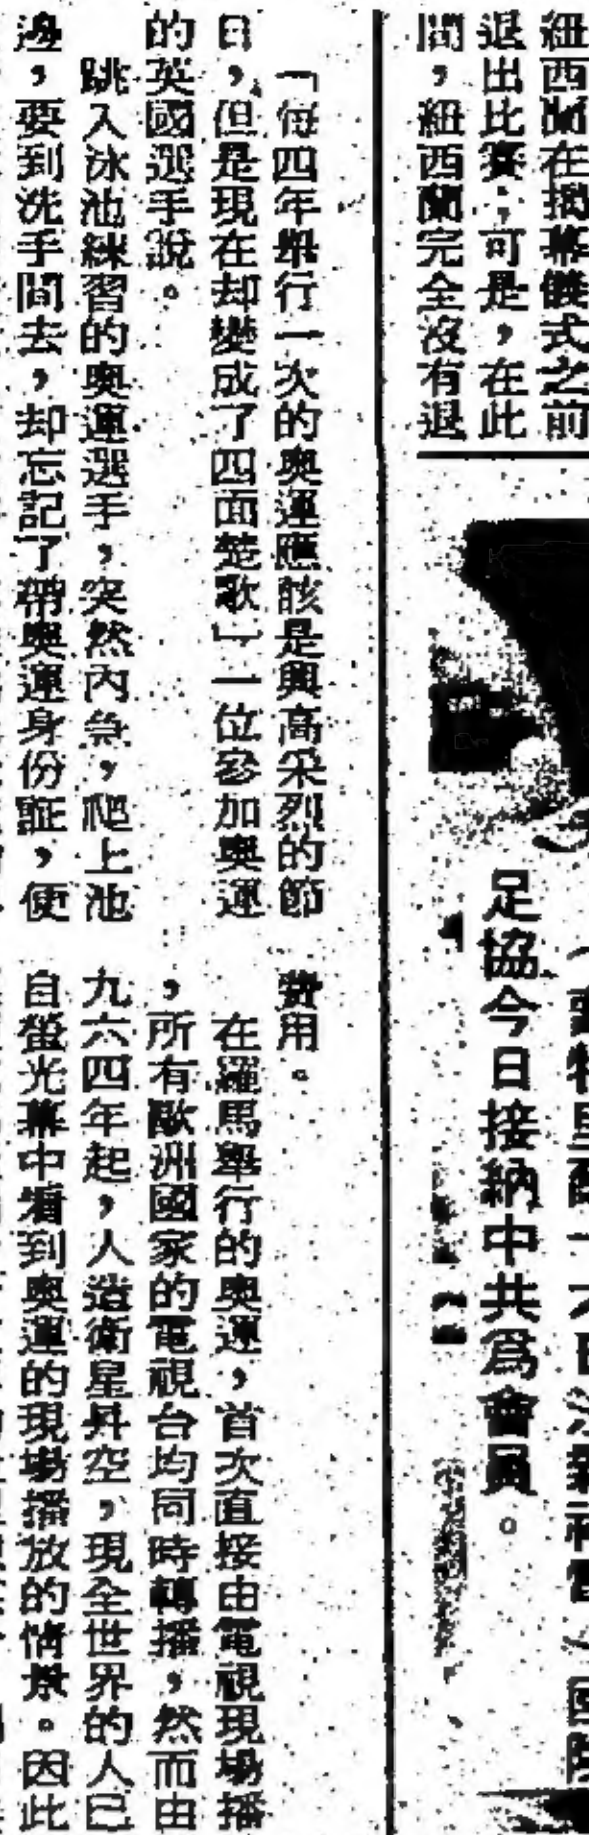 紐西蘭在揭幕儀式之前
退出比賽；可是，在此
間，紐西蘭完全沒有退
足協今日接納中共爲會員。
「每四年舉行一次的奧運應該是興高采烈的節
日，但是現在却變成了四面楚歌」一位參加奧運
的英國選手說。
跳入泳池練習的奧運選手，突然內急，爬上池
邊，要到洗手間去，却忘記了帶奧運身份証，便
費用。
在羅馬舉行的奧運，首次直接由電視現場播
，所有歐洲國家的電視台均同時轉播，然而由
九六四年起，人造衛星昇空，現全世界的人已
自螢光幕中看到奧運的現場播放的情景。因此